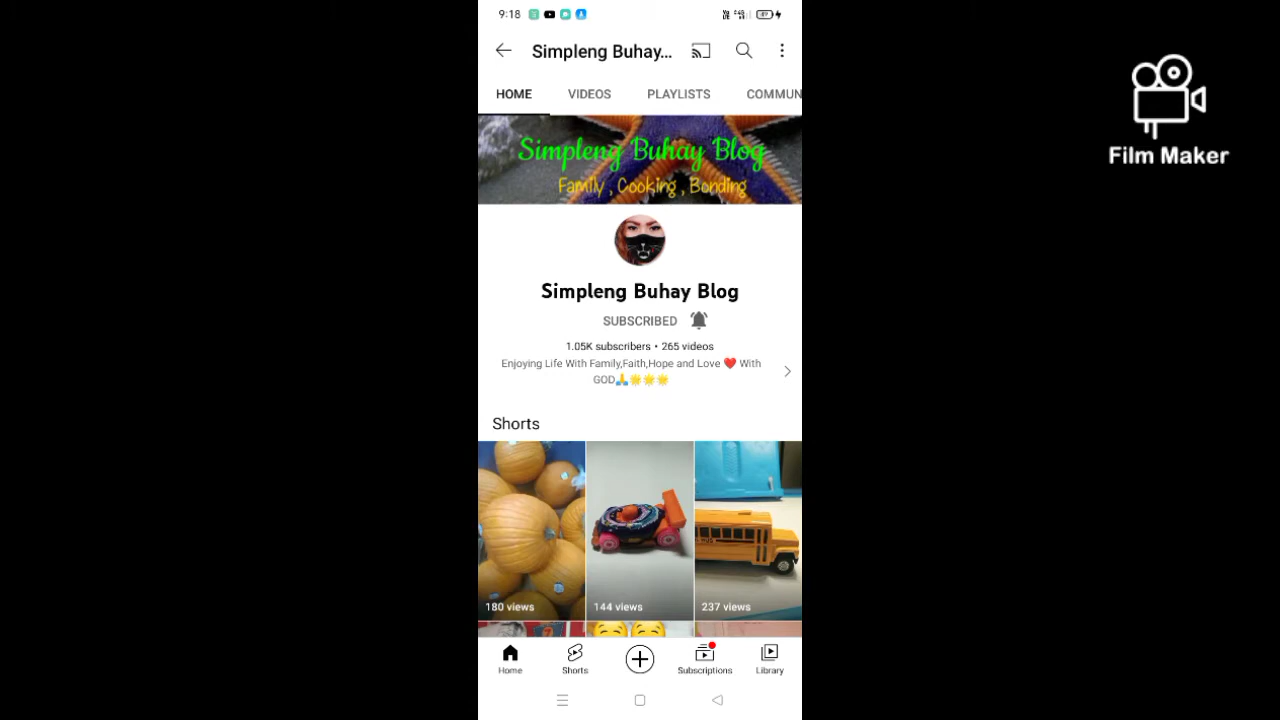 9:18
Simpleng Buhay...
HOME VIDEOS PLAYLISTS COMMUN
Simpleng Buhay Blog
Family , Cooking , Bonding
Film Maker
Simpleng Buhay Blog
SUBSCRIBED
1.05K subscribers • 265 videos
Enjoying Life With Family,Faith,Hope and Love ❤️ With
GOD🙏🌟🌟🌟
Shorts
180 views 144 views 237 views
Home Shorts Subscriptions Library